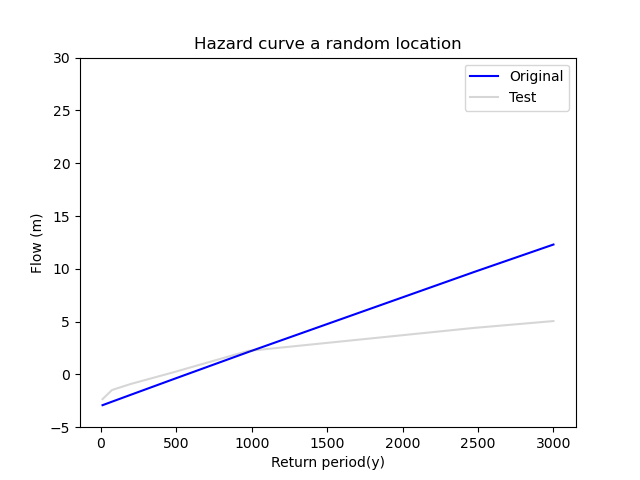 Hazard curve a random location
Original
Test
30
25
20
15
10
5
0
−5
Flow (m)
0 500 1000 1500 2000 2500 3000
Return period(y)